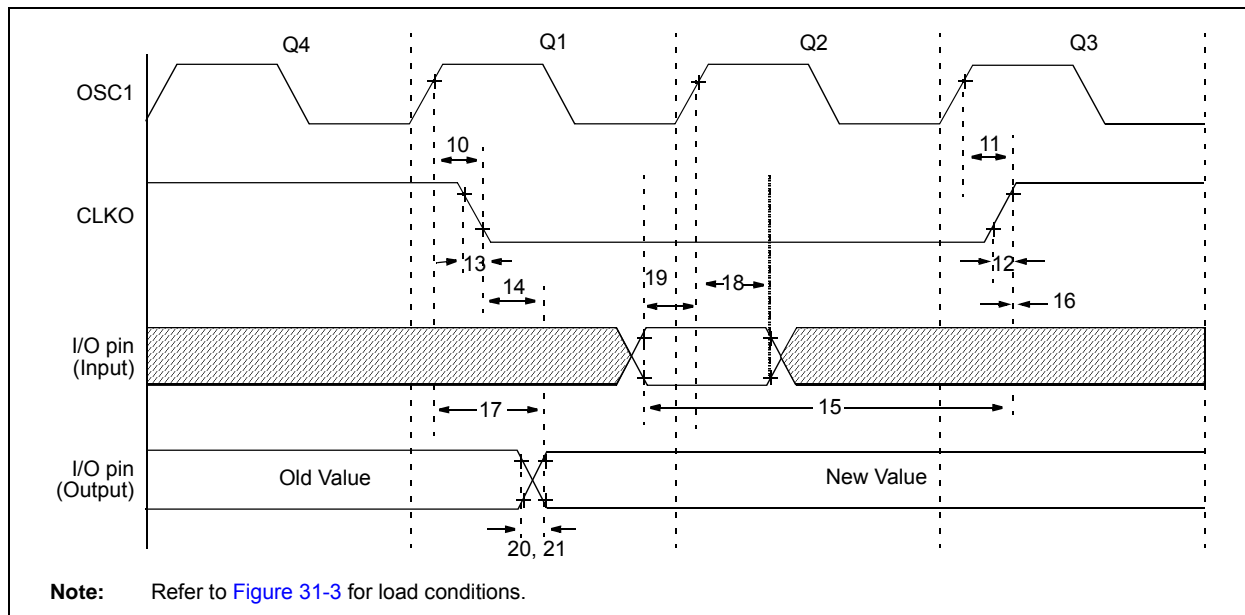 Q4 Q1 Q2 Q3
OSC1
10 11
CLKO
13 12
14 19 18 16
I/O pin
(Input)
17 15
I/O pin
(Output)
Old Value New Value
20, 21
Note: Refer to Figure 31-3 for load conditions.